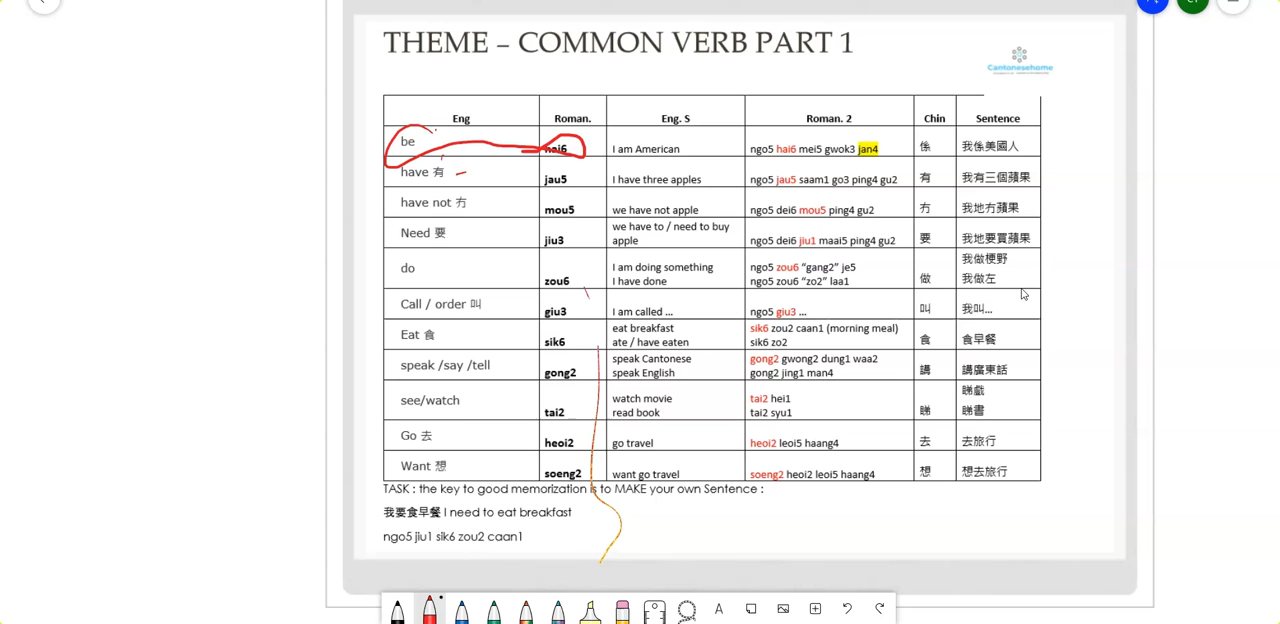 THEME – COMMON VERB PART 1
Cantonesehome
Eng Roman. Eng. S Roman. 2 Chin Sentence
be hai6 I am American ngo5 hai6 mei5 gwok3 jan4 係 我係美國人
have 有 jau5 I have three apples ngo5 jau5 saam1 go3 ping4 gu2 有 我有三個蘋果
have not 冇 mou5 we have not apple ngo5 dei6 mou5 ping4 gu2 冇 我地冇蘋果
Need 要 jiu3 we have to / need to buy apple ngo5 dei6 jiu1 maai5 ping4 gu2 要 我地要買蘋果
do zou6 I am doing something ngo5 zou6 “gang2” je5 做 我做梗野
I have done ngo5 zou6 “zo2” laa1 我做左
Call / order 叫 giu3 I am called ... ngo5 giu3 ... 叫 我叫...
Eat 食 sik6 eat breakfast sik6 zou2 caan1 (morning meal) 食 食早餐
ate / have eaten sik6 zo2
speak /say /tell gong2 speak Cantonese gong2 gwong2 dung1 waa2 講 講廣東話
speak English gong2 jing1 man4
see/watch tai2 watch movie tai2 hei1 睇 睇戲
read book tai2 syu1 睇書
Go 去 heoi2 go travel heoi2 leoi5 haang4 去 去旅行
Want 想 soeng2 want go travel soeng2 heoi2 leoi5 haang4 想 想去旅行
TASK : the key to good memorization is to MAKE your own Sentence :
我要食早餐 I need to eat breakfast
ngo5 jiu1 sik6 zou2 caan1